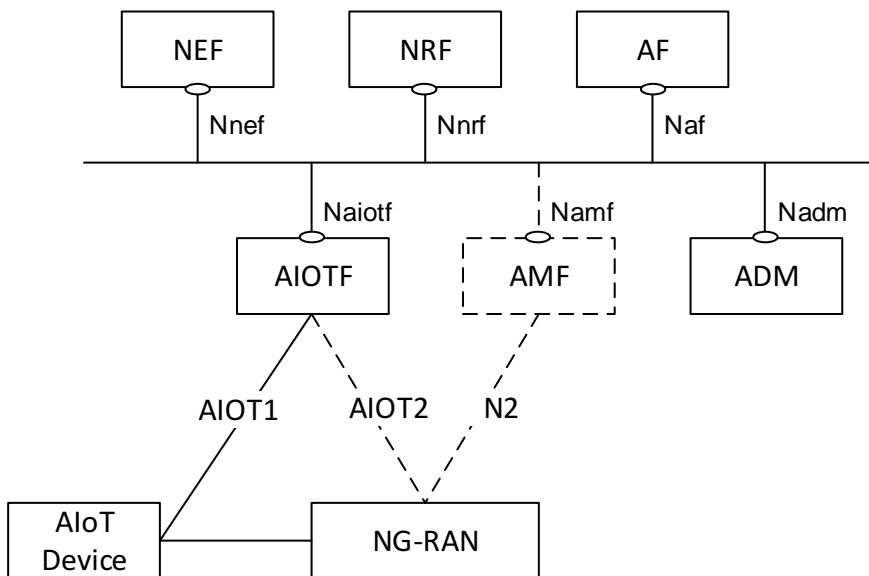 NEF
NRF
AF
Nnef
Nnrf
Naf
Naiotf
Namf
Nadm
AIOTF
AMF
ADM
AIOT1
AIOT2
N2
AIoT
Device
NG-RAN